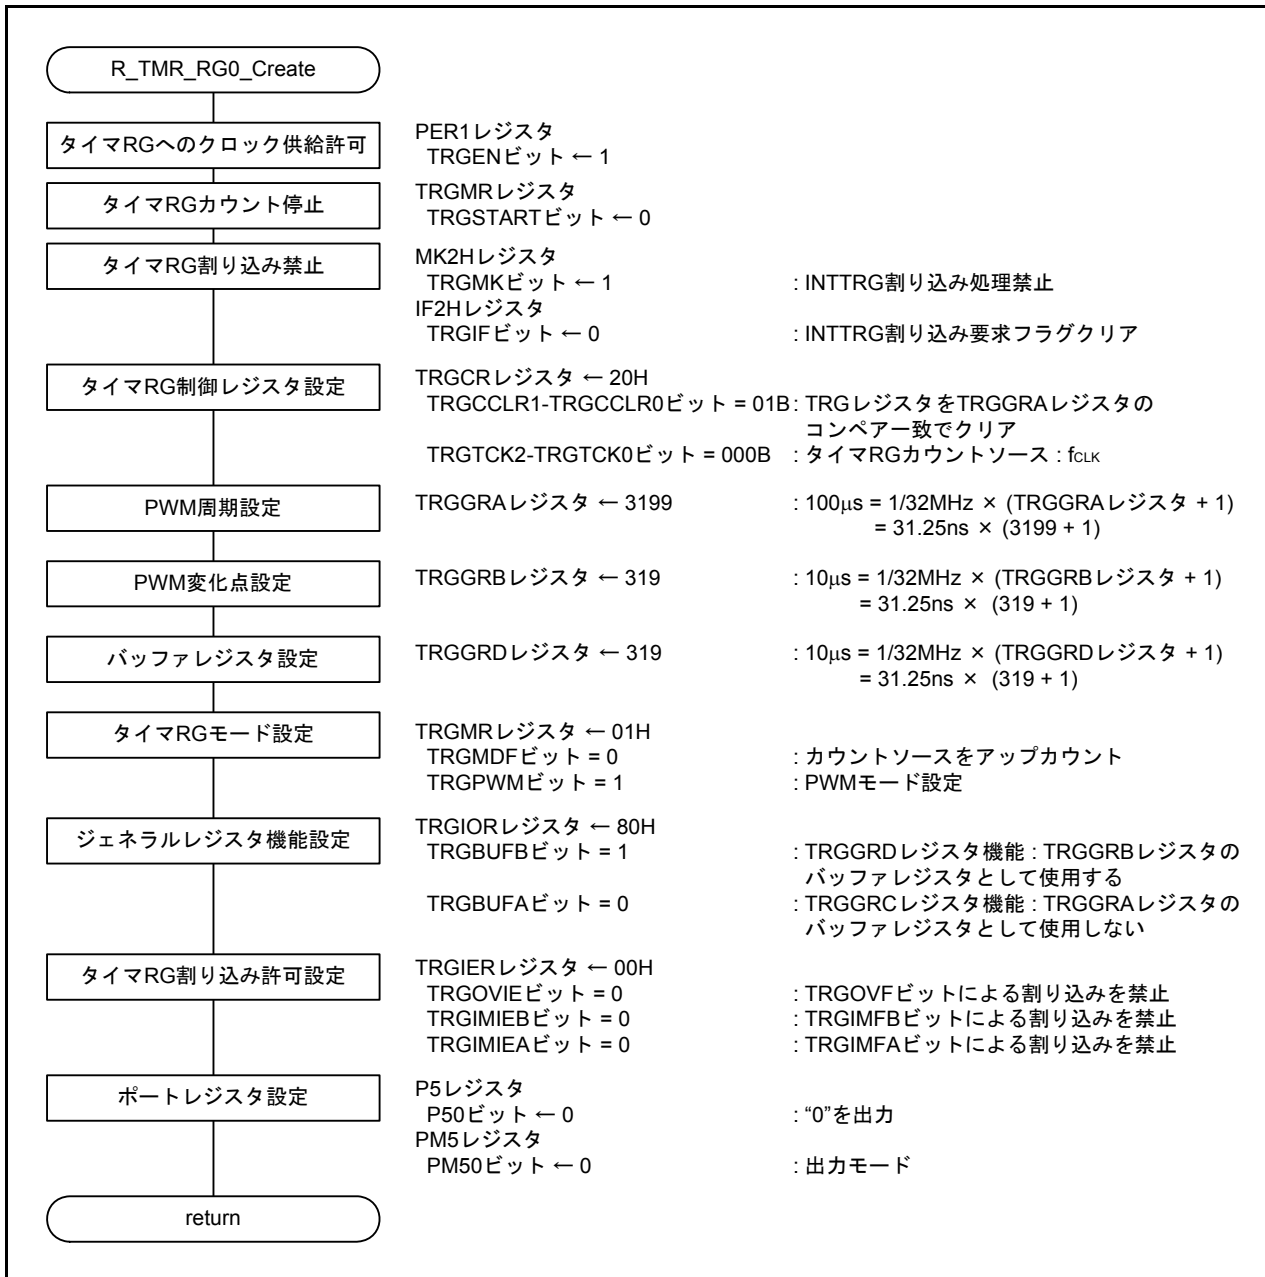 R_TMR_RG0_Create
タイマRGへのクロック供給許可
PER1レジスタ
TRGENビット ← 1
タイマRGカウント停止
TRGMRレジスタ
TRGSTARTビット ← 0
タイマRG割り込み禁止
MK2Hレジスタ
TRGMKビット ← 1 : INTTRG割り込み処理禁止
IF2Hレジスタ
TRGIFビット ← 0 : INTTRG割り込み要求フラグクリア
タイマRG制御レジスタ設定
TRGCRレジスタ ← 20H
TRGCCLR1-TRGCCLR0ビット = 01B : TRGレジスタをTRGGRAレジスタの
コンペア一致でクリア
TRGTCK2-TRGTCK0ビット = 000B : タイマRGカウントソース : fCLK
PWM周期設定
TRGGRAレジスタ ← 3199 : 100μs = 1/32MHz × (TRGGRAレジスタ + 1)
= 31.25ns × (3199 + 1)
PWM変化点設定
TRGGRBレジスタ ← 319 : 10μs = 1/32MHz × (TRGGRBレジスタ + 1)
= 31.25ns × (319 + 1)
バッファレジスタ設定
TRGGRDレジスタ ← 319 : 10μs = 1/32MHz × (TRGGRDレジスタ + 1)
= 31.25ns × (319 + 1)
タイマRGモード設定
TRGMRレジスタ ← 01H
TRGMDFビット = 0 : カウントソースをアップカウント
TRGPWMビット = 1 : PWMモード設定
ジェネラルレジスタ機能設定
TRGIORレジスタ ← 80H
TRGBUFBビット = 1 : TRGGRDレジスタ機能 : TRGGRBレジスタの
バッファレジスタとして使用する
TRGBUFAビット = 0 : TRGGRCレジスタ機能 : TRGGRAレジスタの
バッファレジスタとして使用しない
タイマRG割り込み許可設定
TRGIERレジスタ ← 00H
TRGOVIEビット = 0 : TRGOVFビットによる割り込みを禁止
TRGIMIEBビット = 0 : TRGIMFBビットによる割り込みを禁止
TRGIMIEAビット = 0 : TRGIMFAビットによる割り込みを禁止
ポートレジスタ設定
P5レジスタ
P50ビット ← 0 : “0”を出力
PM5レジスタ
PM50ビット ← 0 : 出力モード
return